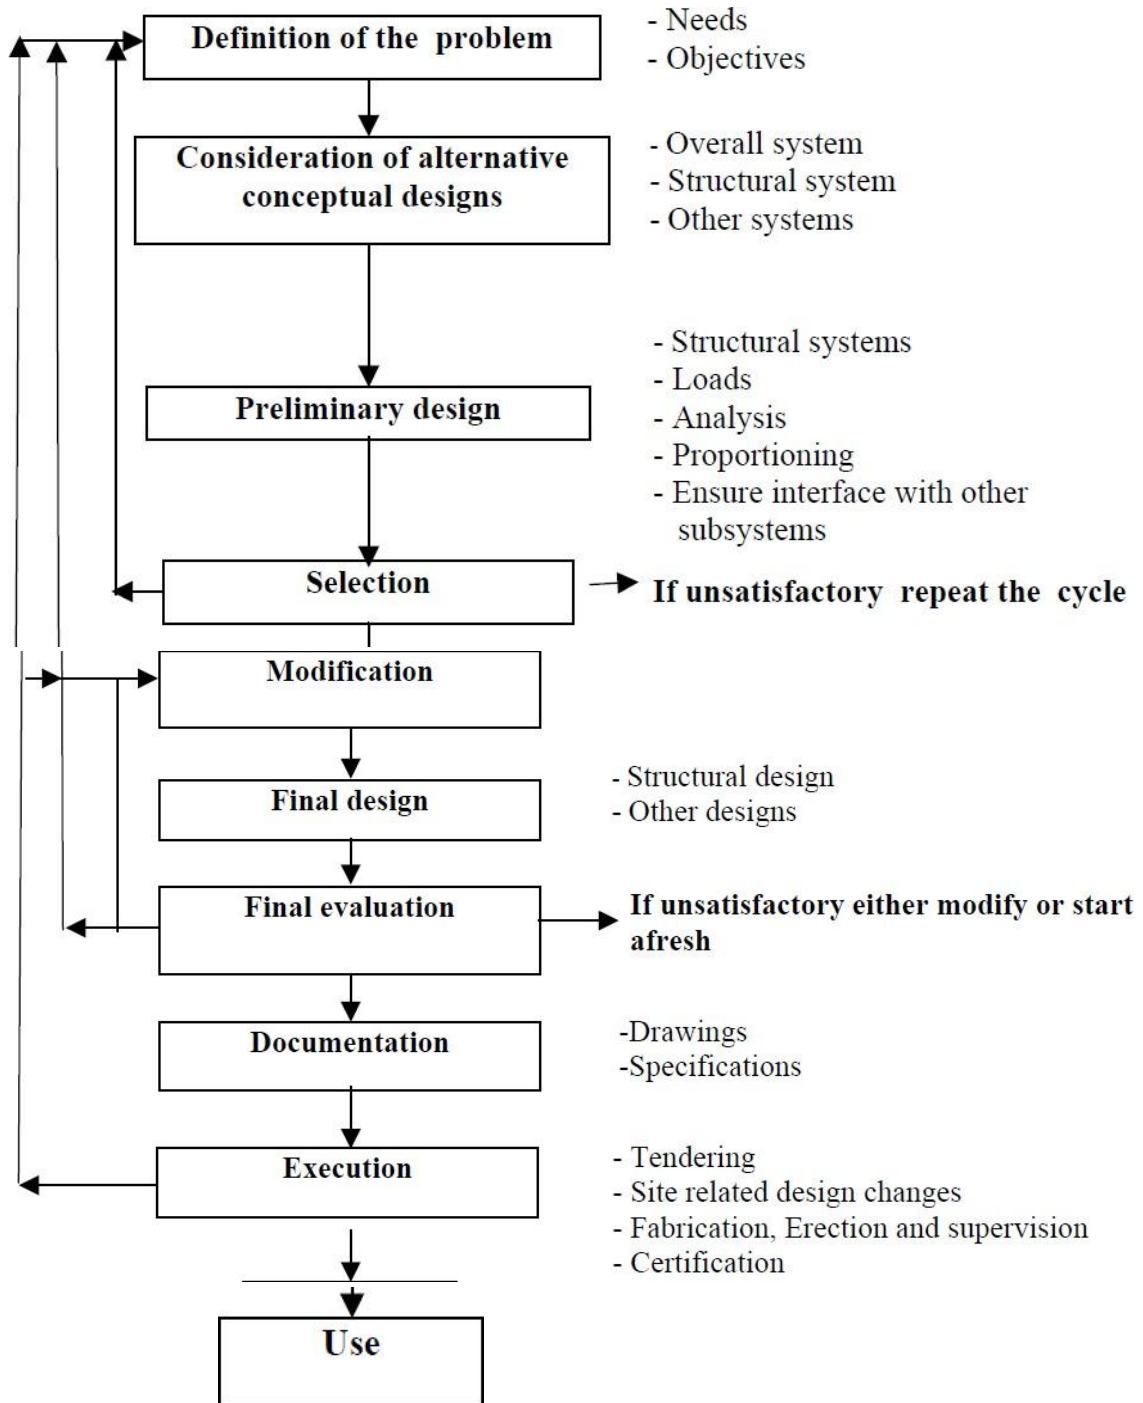 Definition of the problem
- Needs
- Objectives
Consideration of alternative
conceptual designs
- Overall system
- Structural system
- Other systems
Preliminary design
- Structural systems
- Loads
- Analysis
- Proportioning
- Ensure interface with other
subsystems
Selection
If unsatisfactory repeat the cycle
Modification
Final design
- Structural design
- Other designs
Final evaluation
If unsatisfactory either modify or start
afresh
Documentation
-Drawings
-Specifications
Execution
- Tendering
- Site related design changes
- Fabrication, Erection and supervision
- Certification
Use